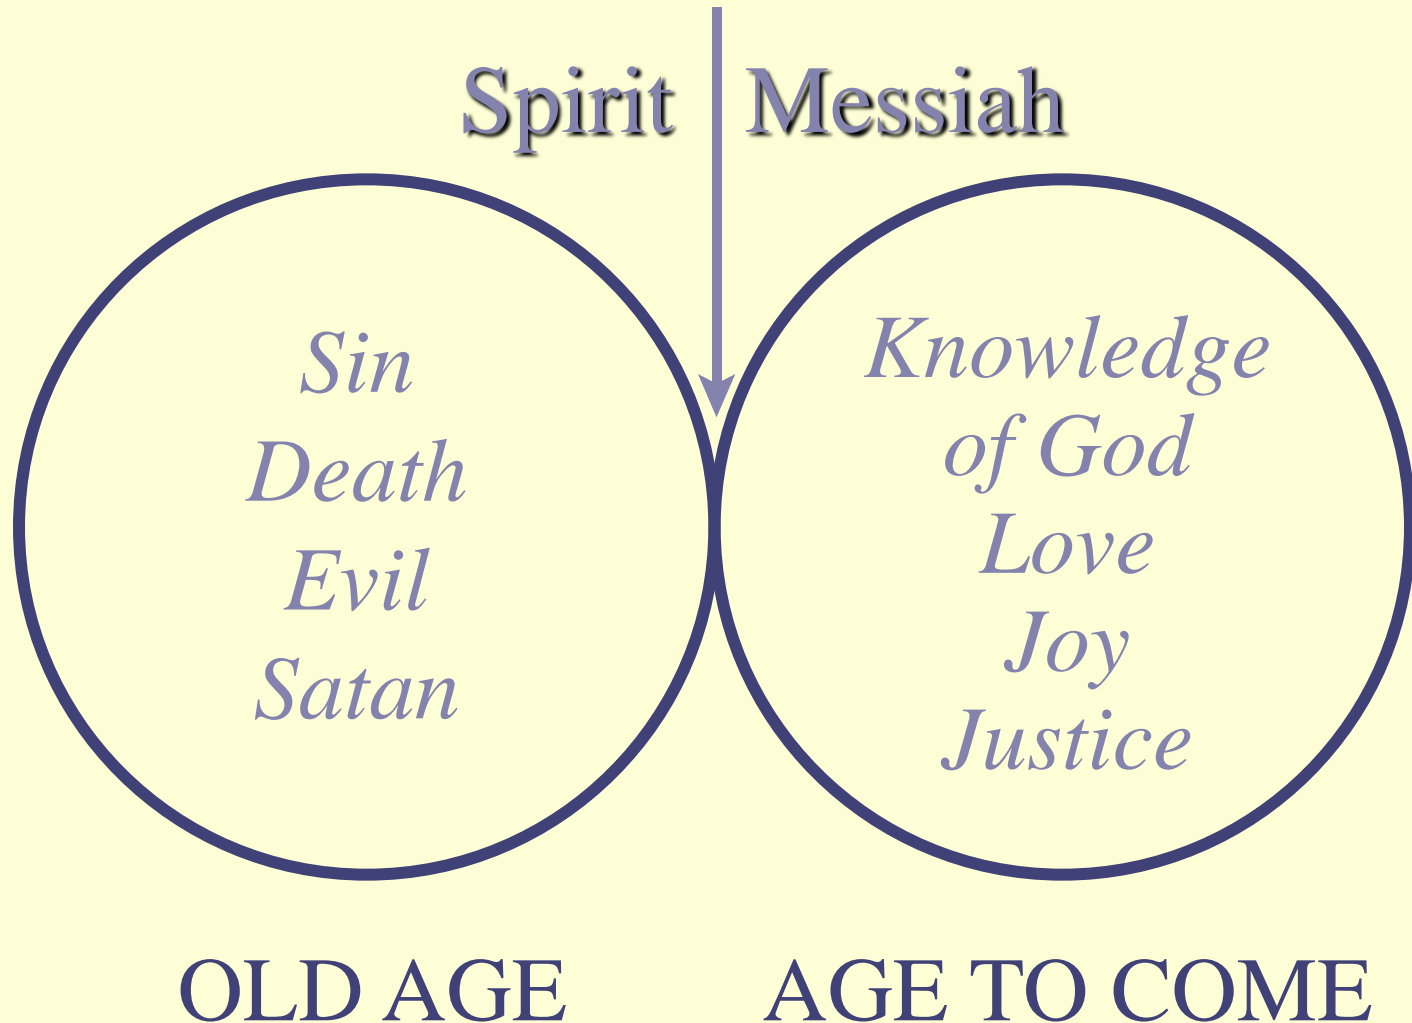 Spirit Messiah
Sin
Death
Evil
Satan
Knowledge
of God
Love
Joy
Justice
OLD AGE
AGE TO COME